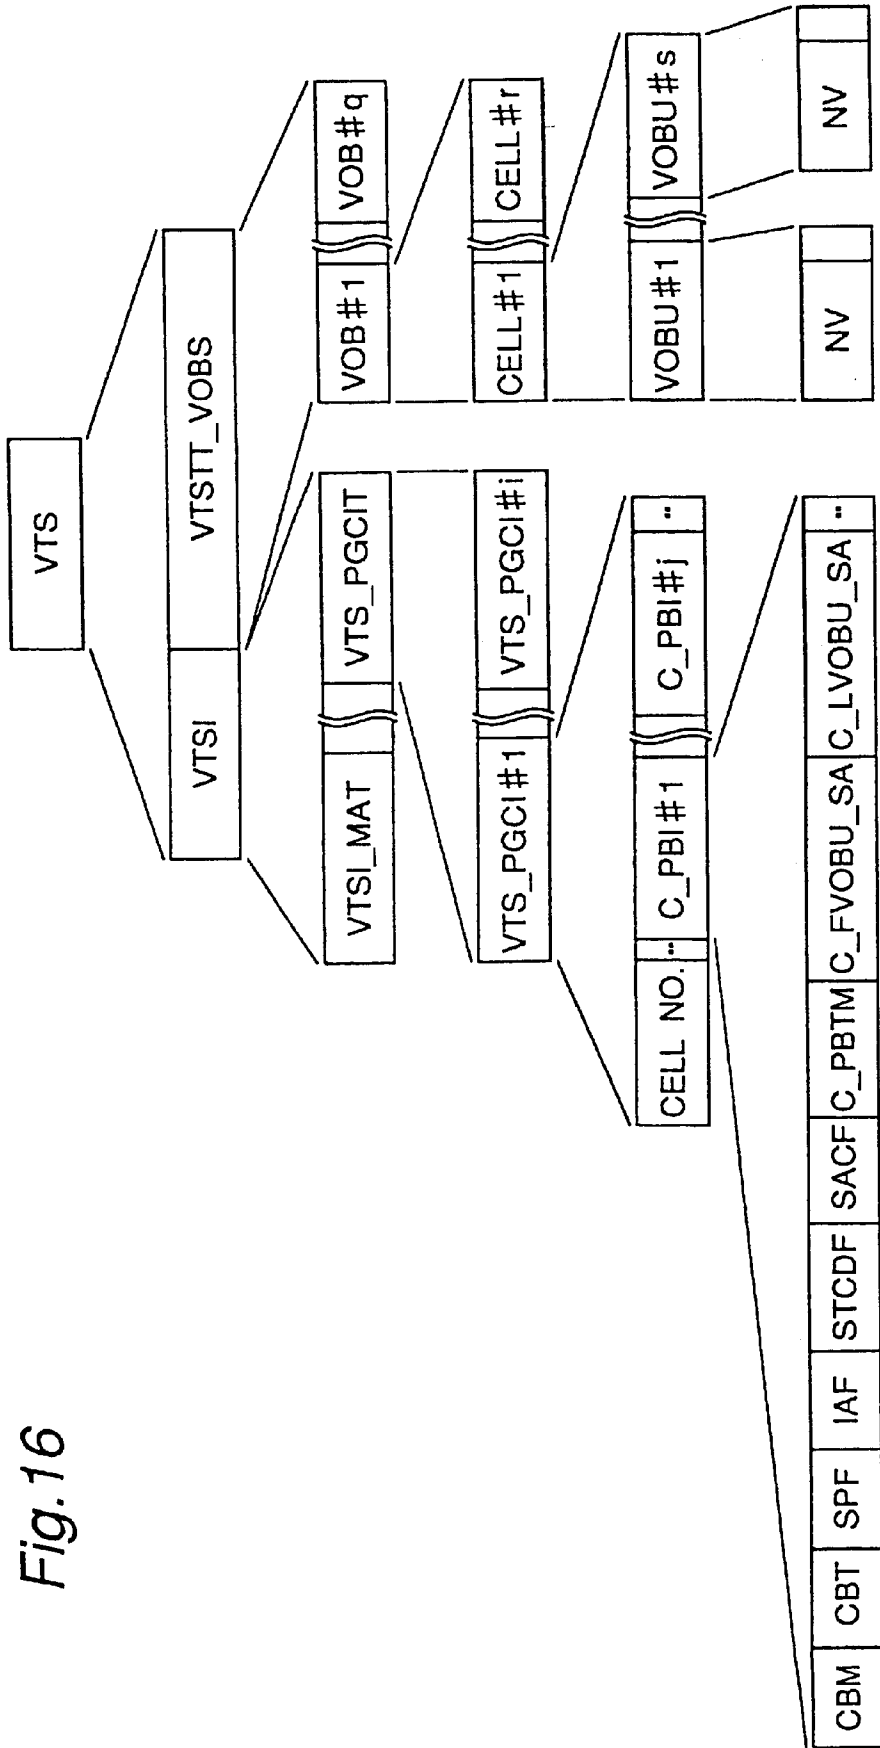 Fig.16
VTS
VTSI VTSTT_VOBS
VTSI_MAT VTS_PGCIT VOB#1 VOB#q
VTS_PGCI#1 VTS_PGCI#i CELL#1 CELL#r
CELL NO. ‥ C_PBI#1 C_PBI#j ‥ VOBU#1 VOBU#s
CBM CBT SPF IAF STCDF SACF C_PBTM C_FVOBU_SA C_LVOBU_SA ‥ NV NV